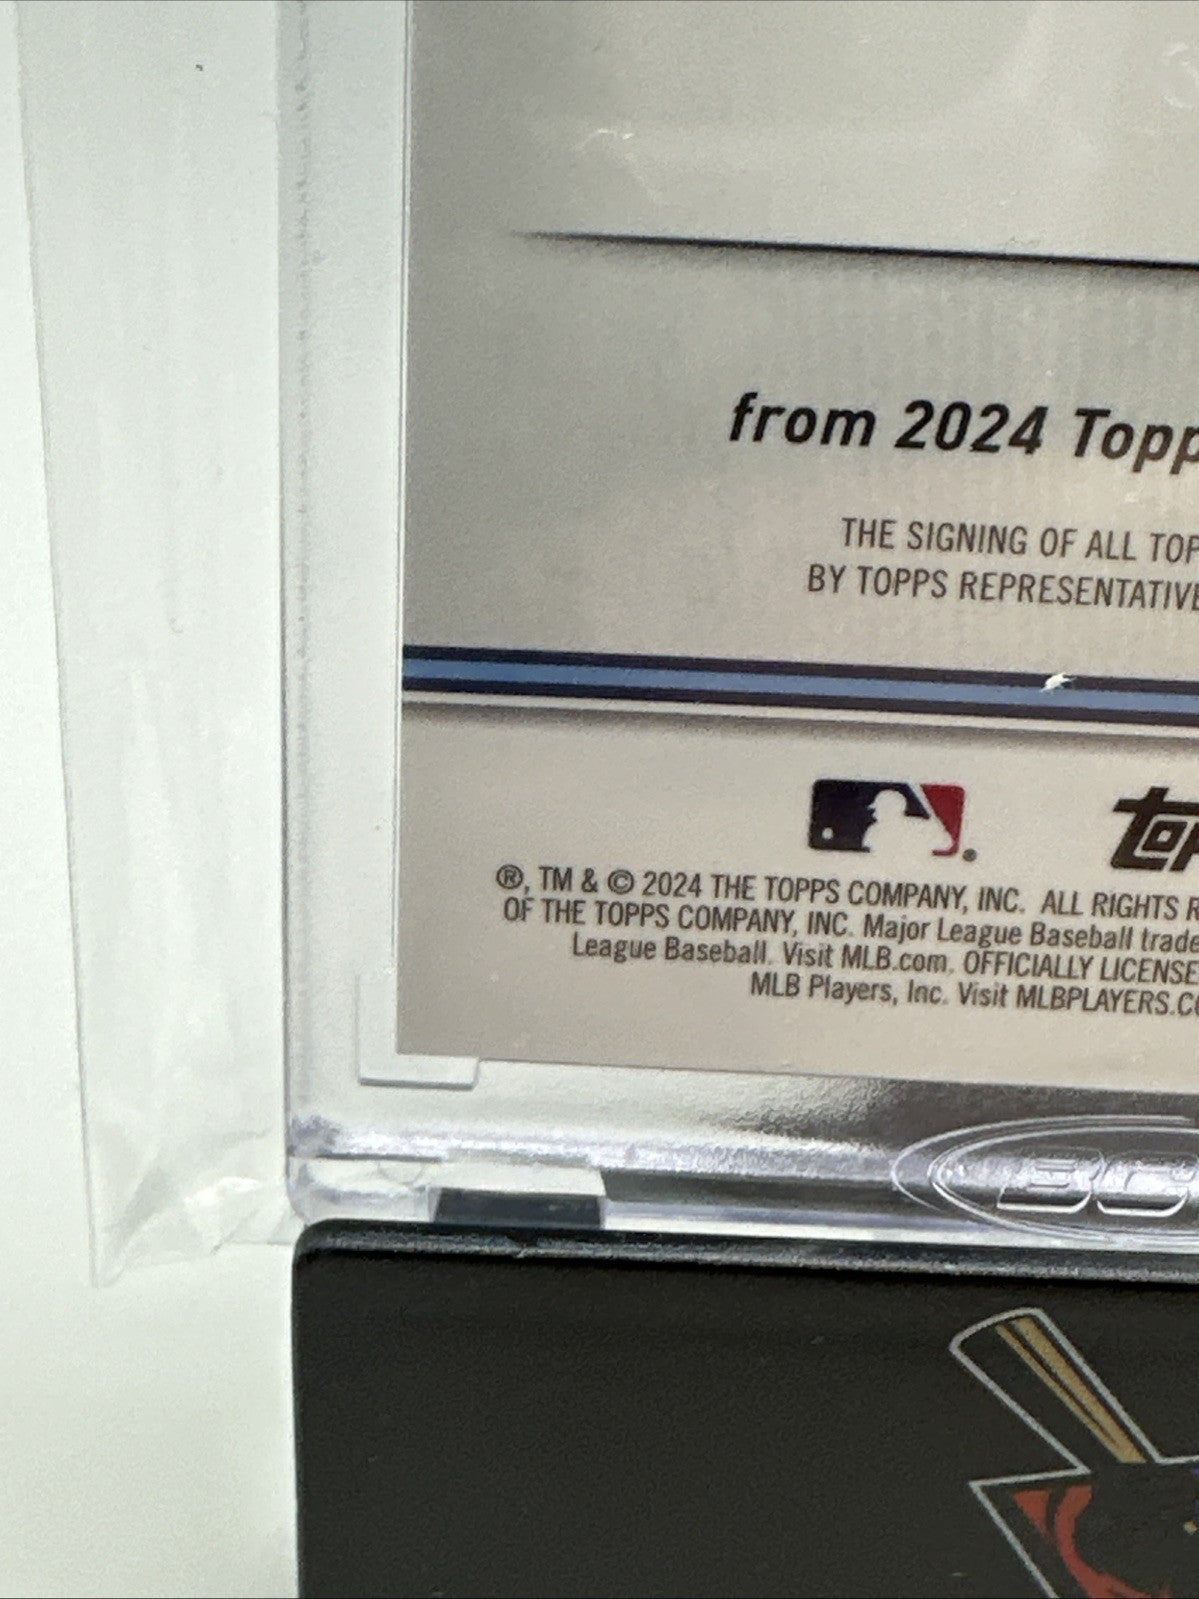 from 2024 Topp
THE SIGNING OF ALL TOP
BY TOPPS REPRESENTATIVE
TOPP
®, TM & © 2024 THE TOPPS COMPANY, INC. ALL RIGHTS R
OF THE TOPPS COMPANY, INC. Major League Baseball trade
League Baseball. Visit MLB.com. OFFICIALLY LICENSE
MLB Players, Inc. Visit MLBPLAYERS.CO